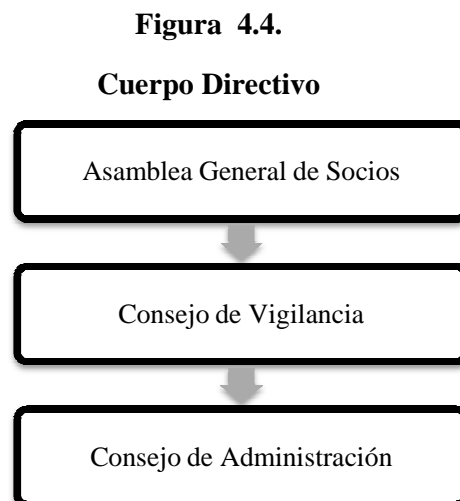 Figura 4.4.
Cuerpo Directivo
Asamblea General de Socios
Consejo de Vigilancia
Consejo de Administración